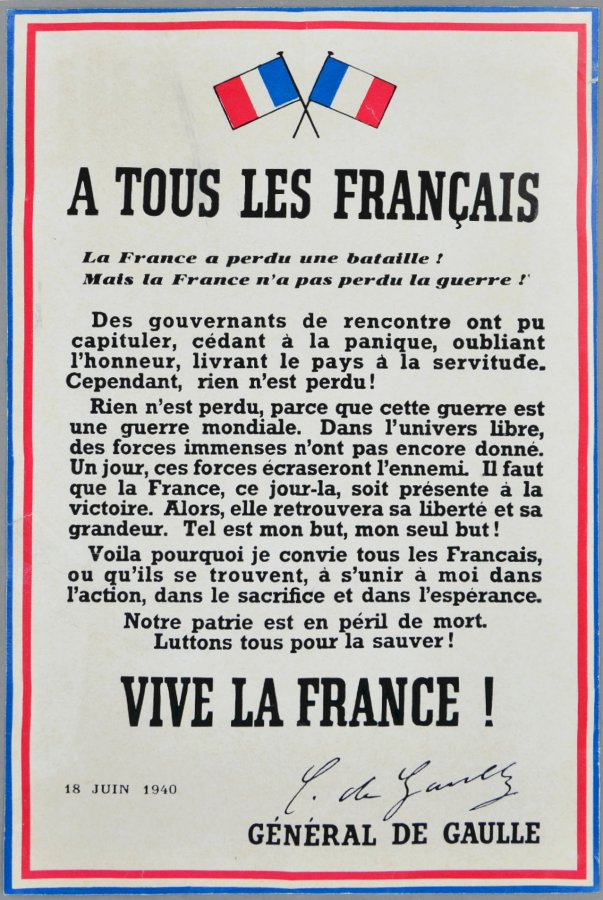 A TOUS LES FRANÇAIS
La France a perdu une bataille !
Mais la France n'a pas perdu la guerre !
Des gouvernants de rencontre ont pu
capituler, cédant à la panique, oubliant
l'honneur, livrant le pays à la servitude.
Cependant, rien n'est perdu !
Rien n'est perdu, parce que cette guerre est
une guerre mondiale. Dans l'univers libre,
des forces immenses n'ont pas encore donné.
Un jour, ces forces écraseront l'ennemi. Il faut
que la France, ce jour-la, soit présente à la
victoire. Alors, elle retrouvera sa liberté et sa
grandeur. Tel est mon but, mon seul but !
Voila pourquoi je convie tous les Francais,
ou qu'ils se trouvent, à s'unir à moi dans
l'action, dans le sacrifice et dans l'espérance.
Notre patrie est en péril de mort.
Luttons tous pour la sauver !
VIVE LA FRANCE !
C. de Gaulle
18 JUIN 1940
GÉNÉRAL DE GAULLE